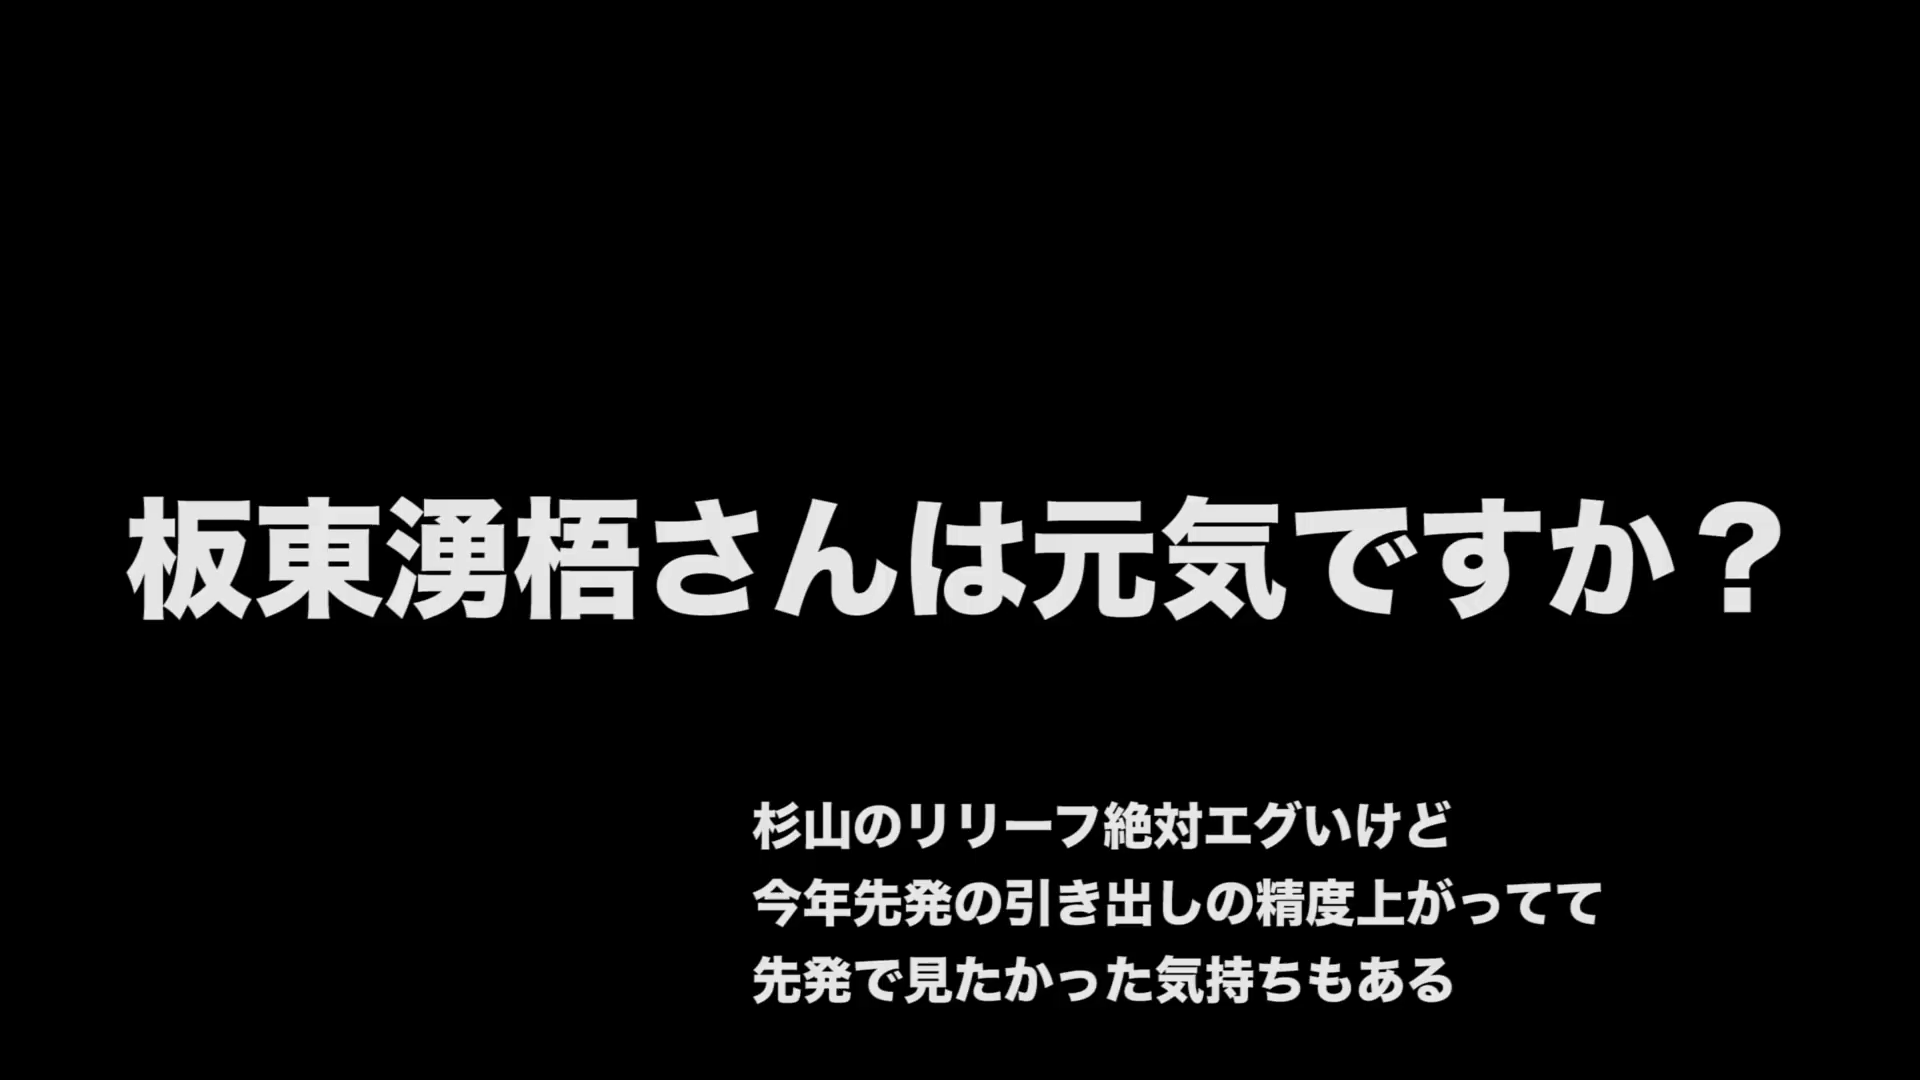 板東湧梧さんは元気ですか？
杉山のリリーフ絶対エグいけど
今年先発の引き出しの精度上がってて
先発で見たかった気持ちもある